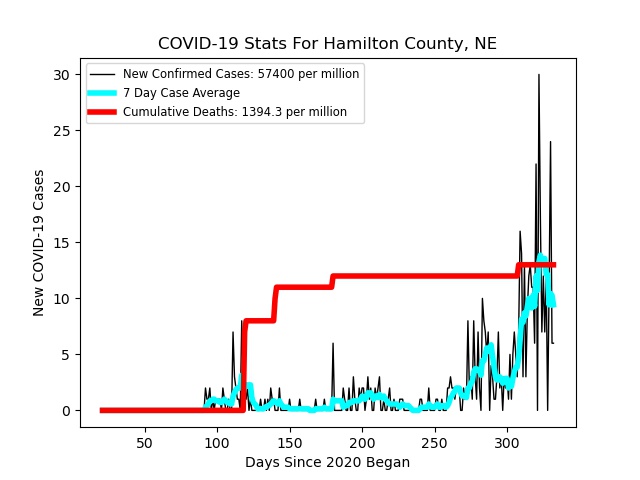 COVID-19 Stats For Hamilton County, NE
New Confirmed Cases: 57400 per million
7 Day Case Average
Cumulative Deaths: 1394.3 per million
New COVID-19 Cases
30
25
20
15
10
5
0
50 100 150 200 250 300
Days Since 2020 Began